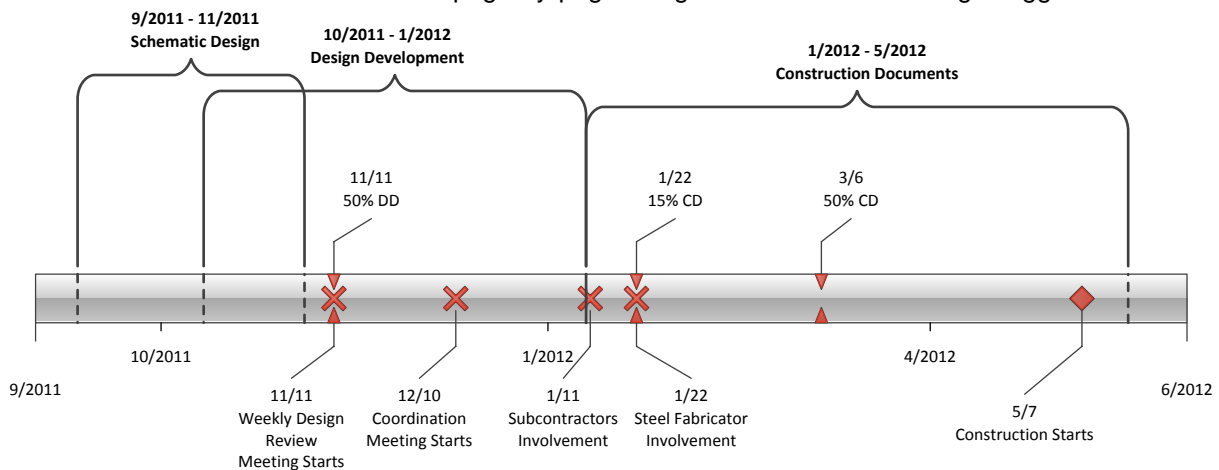 9/2011 - 11/2011
Schematic Design
10/2011 - 1/2012
Design Development
1/2012 - 5/2012
Construction Documents
11/11
50% DD
1/22
15% CD
3/6
50% CD
10/2011
1/2012
4/2012
9/2011
6/2012
11/11
Weekly Design
Review
Meeting Starts
12/10
Coordination
Meeting Starts
1/11
Subcontractors
Involvement
1/22
Steel Fabricator
Involvement
5/7
Construction Starts